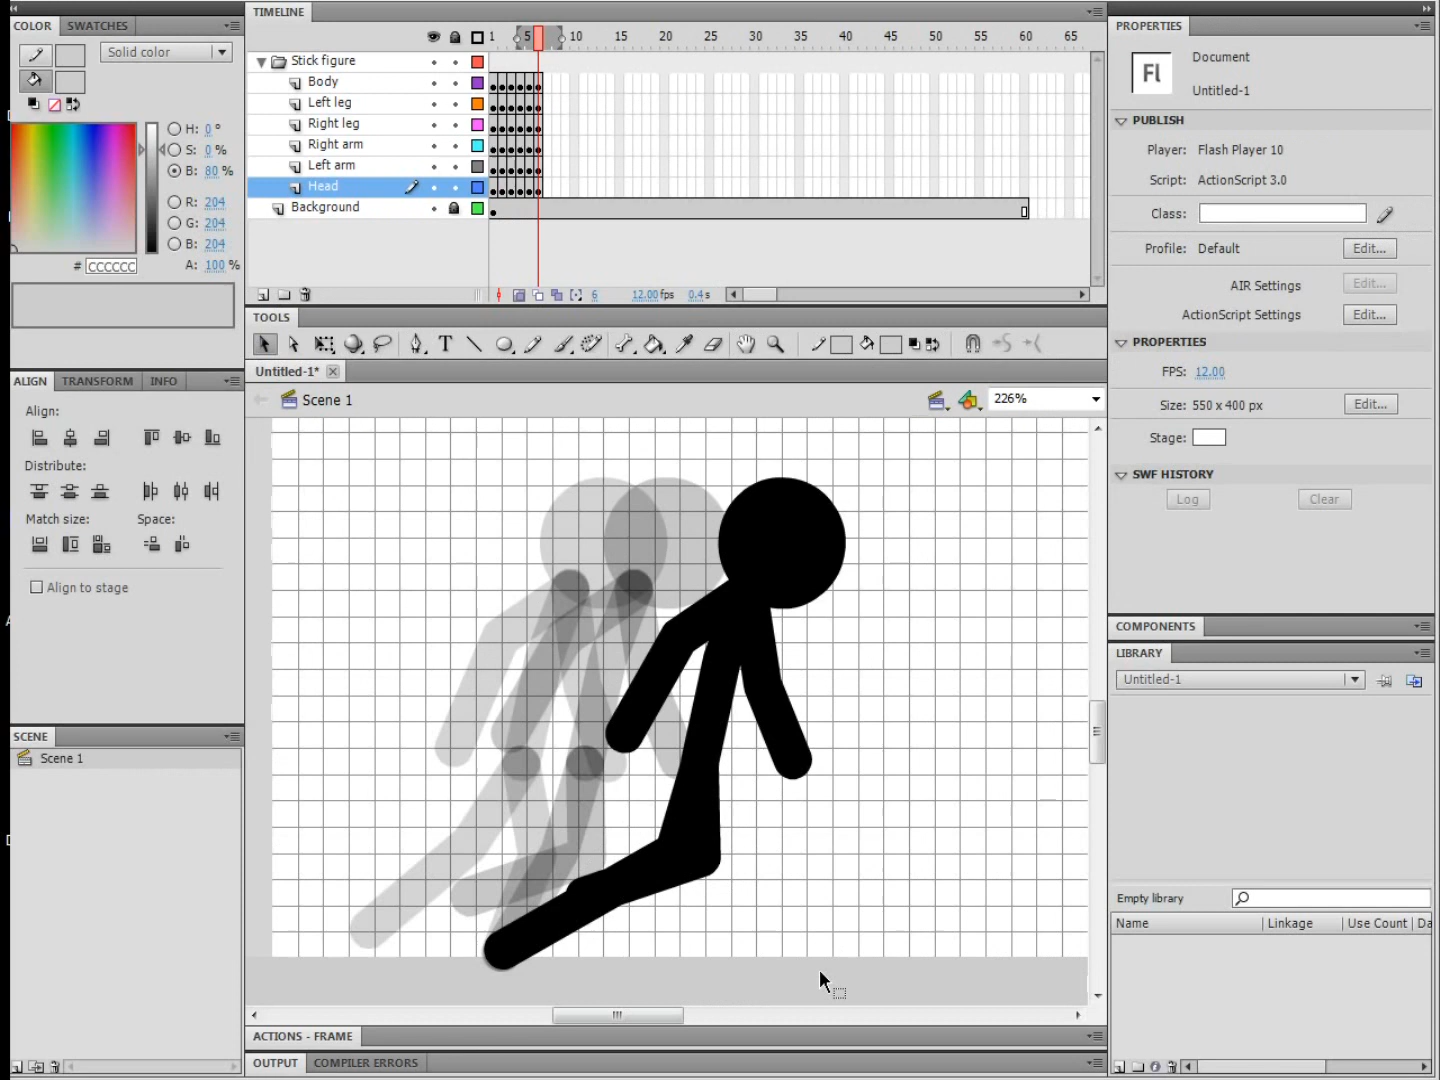 COLOR SWATCHES
Solid color
H: 0 °
S: 0 %
B: 80 %
R: 204
G: 204
B: 204
# CCCCCC
A: 100 %
ALIGN TRANSFORM INFO
Align:
Distribute:
Match size: Space:
Align to stage
SCENE
Scene 1
TIMELINE
1 5 10 15 20 25 30 35 40 45 50 55 60 65
Stick figure
Body
Left leg
Right leg
Right arm
Left arm
Head
Background
6 12.00 fps 0.4 s
TOOLS
T
Untitled-1*
Scene 1
226%
ACTIONS - FRAME
OUTPUT COMPILER ERRORS
PROPERTIES
Fl
Document
Untitled-1
PUBLISH
Player: Flash Player 10
Script: ActionScript 3.0
Class:
Profile: Default Edit...
AIR Settings Edit...
ActionScript Settings Edit...
PROPERTIES
FPS: 12.00
Size: 550 x 400 px Edit...
Stage:
SWF HISTORY
Log Clear
COMPONENTS
LIBRARY
Untitled-1
Empty library
Name Linkage Use Count Da